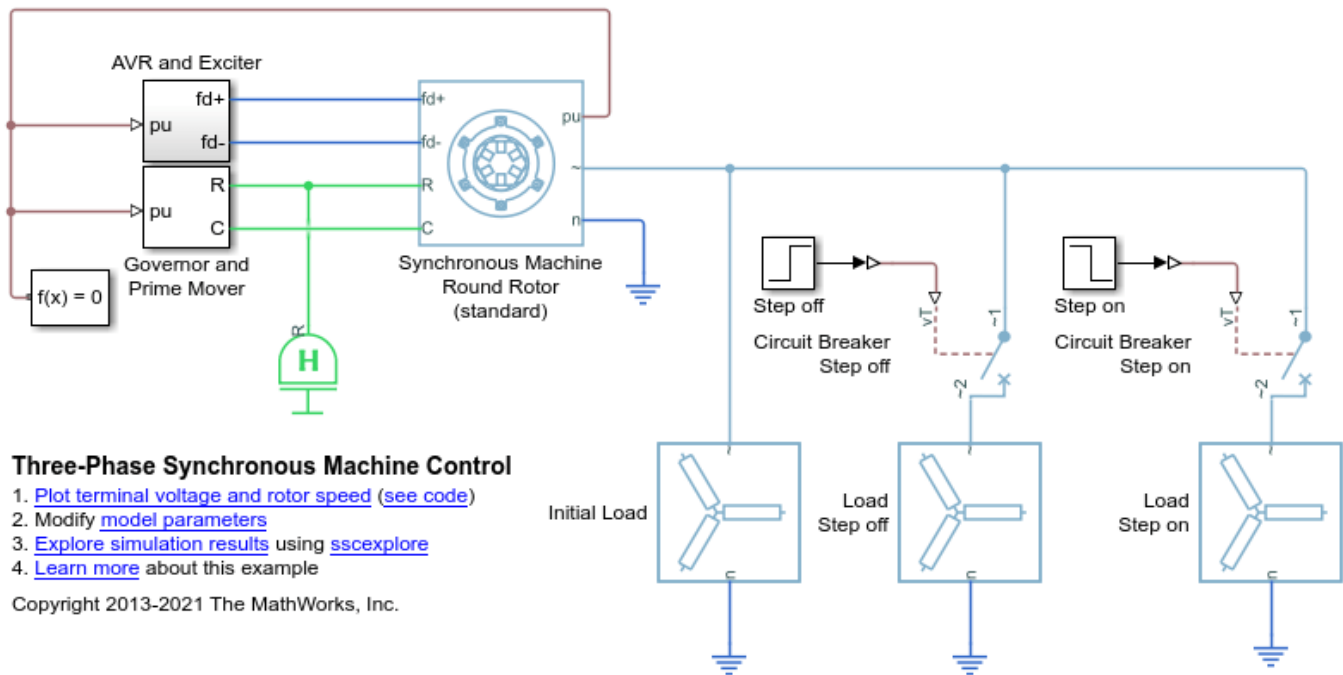 AVR and Exciter
fd+
pu
fd-
R
pu
C
Governor and
Prime Mover
f(x) = 0
fd+
pu
fd-
~
R
n
C
Synchronous Machine
Round Rotor
(standard)
R
H
Step off
vT
~1
Circuit Breaker
Step off
~2
Step on
vT
~1
Circuit Breaker
Step on
~2
~
Initial Load
n
~
Load
Step off
n
~
Load
Step on
n
Three-Phase Synchronous Machine Control
1. Plot terminal voltage and rotor speed (see code)
2. Modify model parameters
3. Explore simulation results using sscexplore
4. Learn more about this example
Copyright 2013-2021 The MathWorks, Inc.